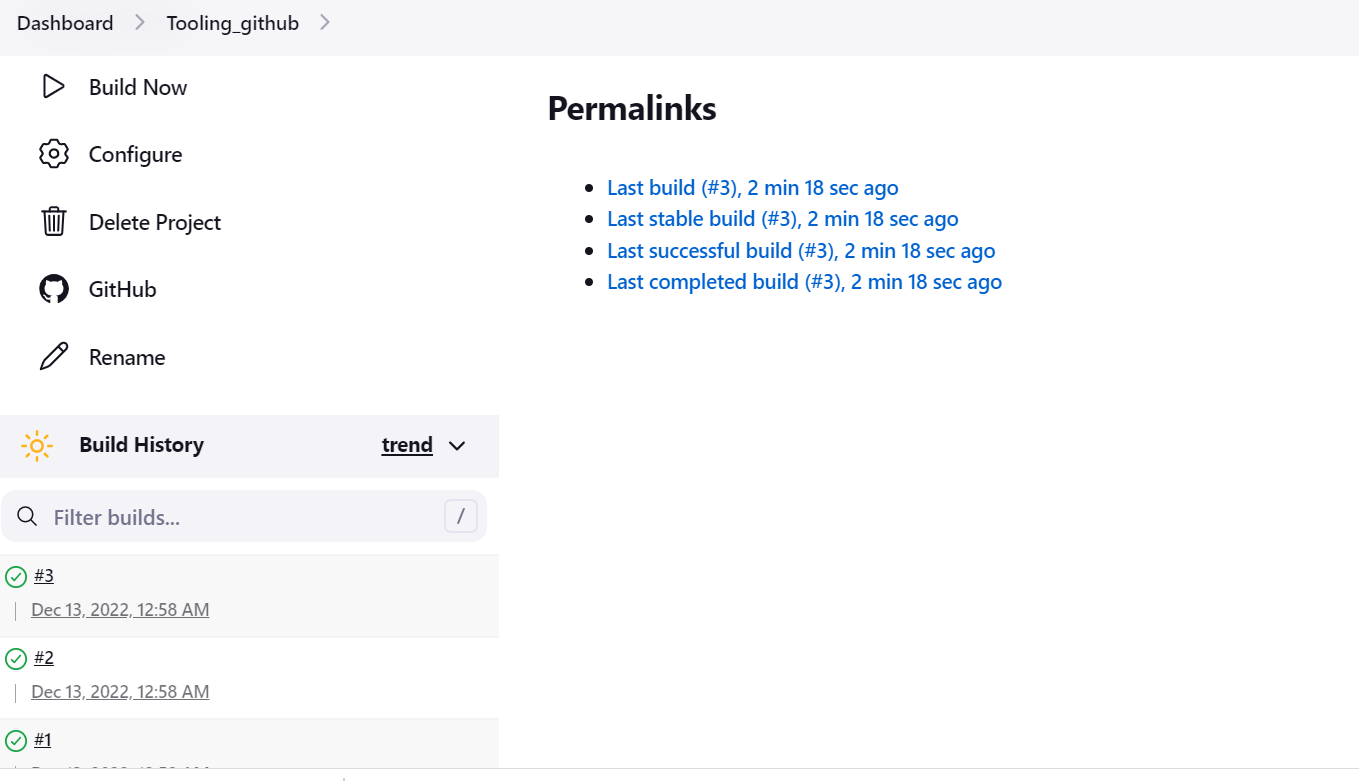 Dashboard > Tooling_github >
Build Now
Configure
Delete Project
GitHub
Rename
Permalinks
Last build (#3), 2 min 18 sec ago
Last stable build (#3), 2 min 18 sec ago
Last successful build (#3), 2 min 18 sec ago
Last completed build (#3), 2 min 18 sec ago
Build History trend
Filter builds... /
#3
Dec 13, 2022, 12:58 AM
#2
Dec 13, 2022, 12:58 AM
#1